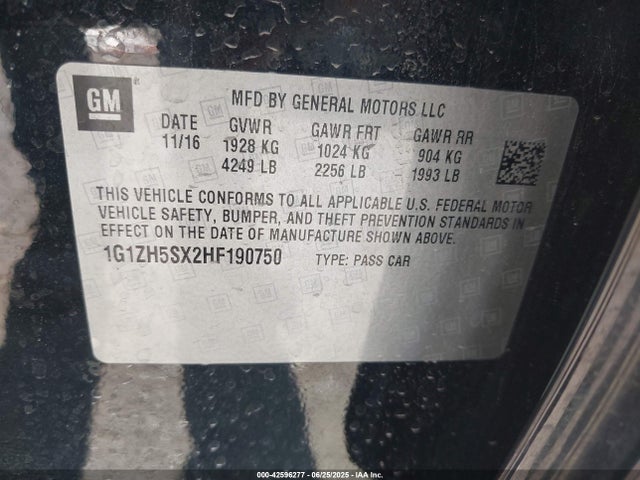 GM
MFD BY GENERAL MOTORS LLC
DATE GVWR GAWR FRT GAWR RR
11/16 1928 KG 1024 KG 904 KG
4249 LB 2256 LB 1993 LB
THIS VEHICLE CONFORMS TO ALL APPLICABLE U.S. FEDERAL MOTOR
VEHICLE SAFETY, BUMPER, AND THEFT PREVENTION STANDARDS IN
EFFECT ON THE DATE OF MANUFACTURE SHOWN ABOVE.
1G1ZH5SX2HF190750 TYPE: PASS CAR
000-42596277 - 06/25/2025 - IAA Inc.